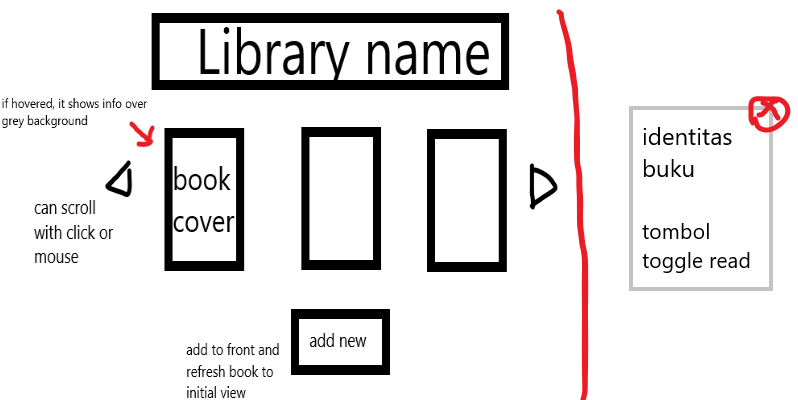 Library name
if hovered, it shows info over
grey background
book
cover
can scroll
with click or
mouse
add new
add to front and
refresh book to
initial view
identitas
buku
tombol
toggle read